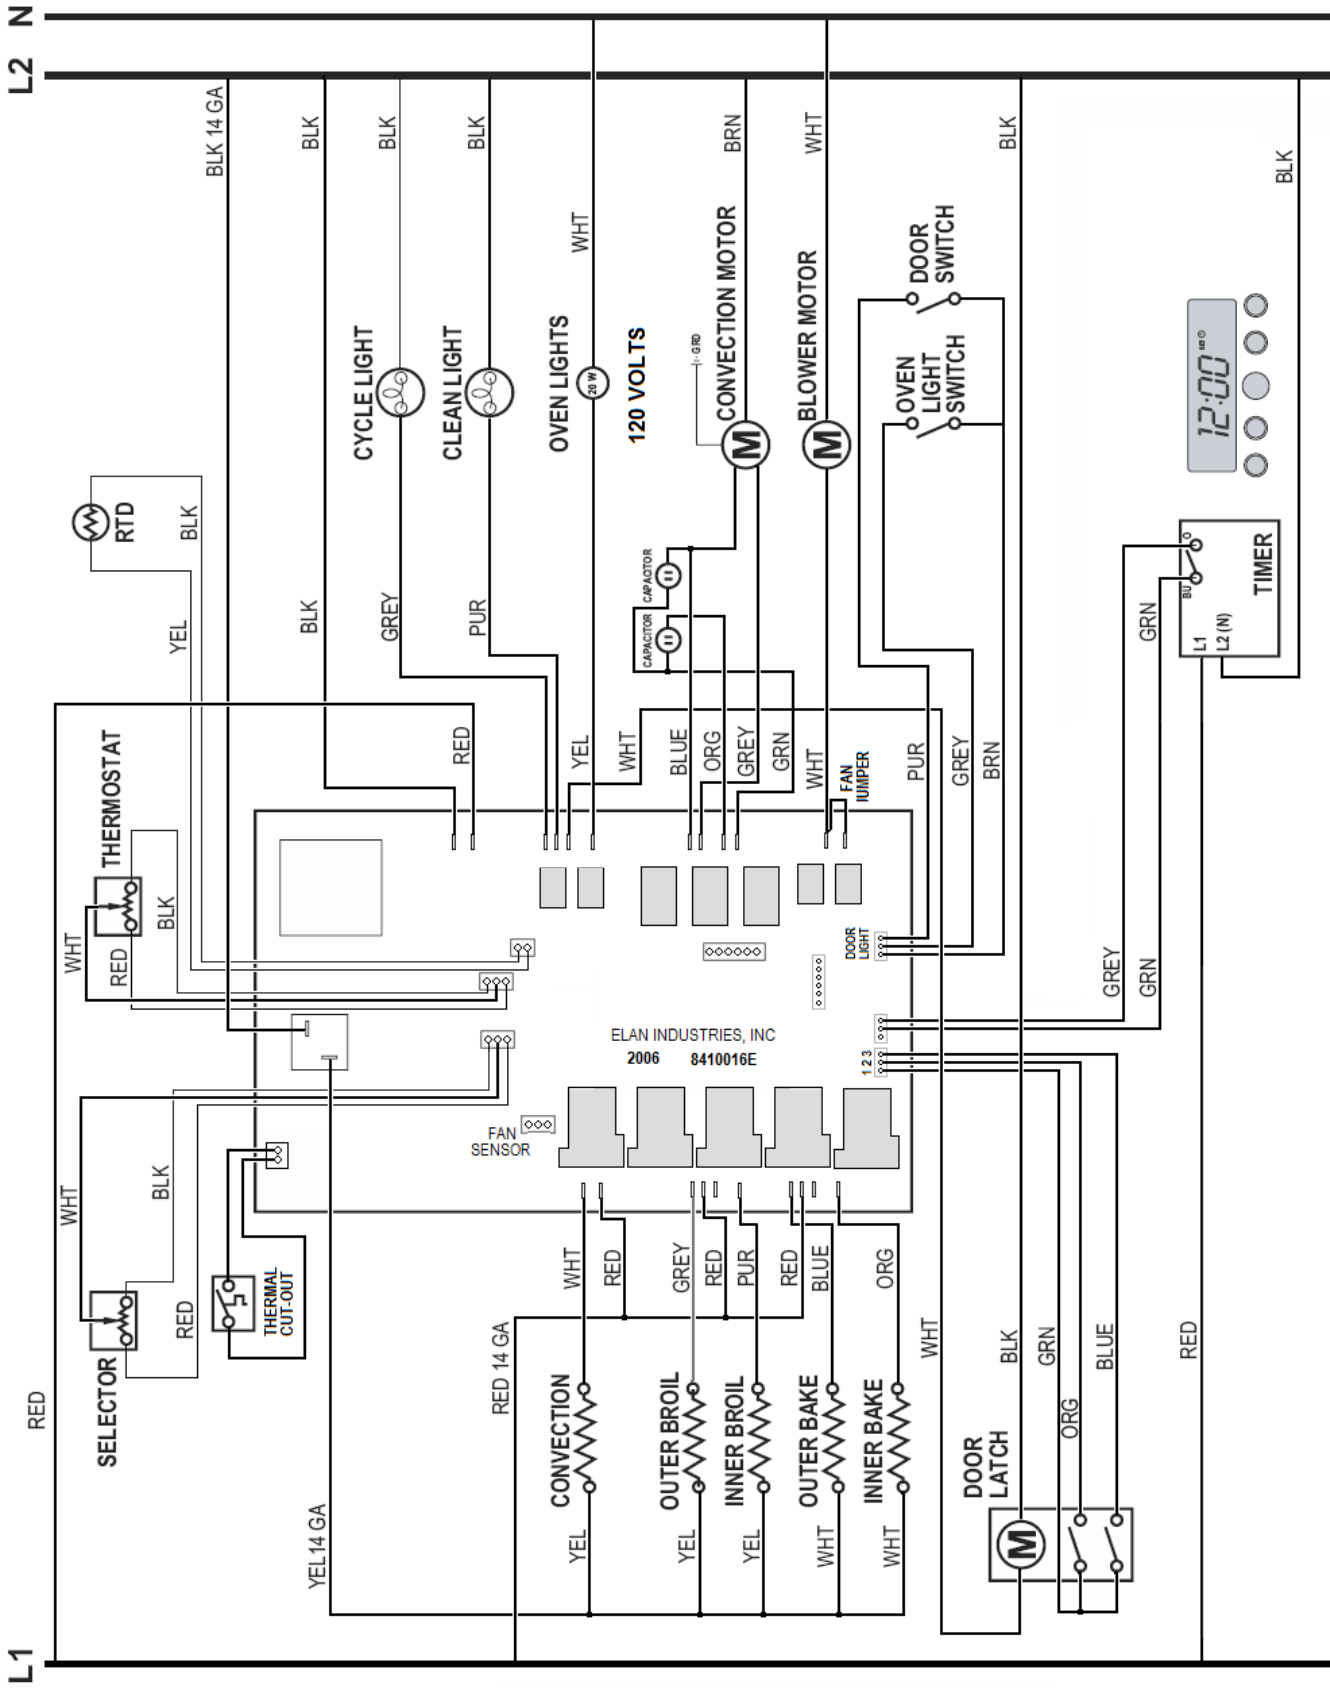 N
L2
BLK 14 GA
BLK
BLK
BLK
BRN
WHT
BLK
BLK
WHT
CYCLE LIGHT
CLEAN LIGHT
OVEN LIGHTS
20 W
120 VOLTS
GRD
CONVECTION MOTOR
M
BLOWER MOTOR
M
DOOR
SWITCH
OVEN
LIGHT
SWITCH
12:00
RTD
BLK
YEL
BLK
GREY
PUR
CAPACITOR
CAPACITOR
GRN
O
BU
L1
L2 (N)
TIMER
THERMOSTAT
WHT
RED
BLK
RED
YEL
WHT
BLUE
ORG
GREY
GRN
WHT
FAN
JUMPER
PUR
GREY
BRN
DOOR
LIGHT
GREY
GRN
ELAN INDUSTRIES, INC
2006 8410016E
1 2 3
FAN
SENSOR
WHT
BLK
RED
THERMAL
CUT-OUT
SELECTOR
RED
WHT
RED
GREY
RED
PUR
RED
BLUE
ORG
RED 14 GA
WHT
BLK
GRN
BLUE
ORG
RED
CONVECTION
OUTER BROIL
INNER BROIL
OUTER BAKE
INNER BAKE
DOOR
LATCH
M
YEL14 GA
YEL
YEL
YEL
WHT
WHT
L1